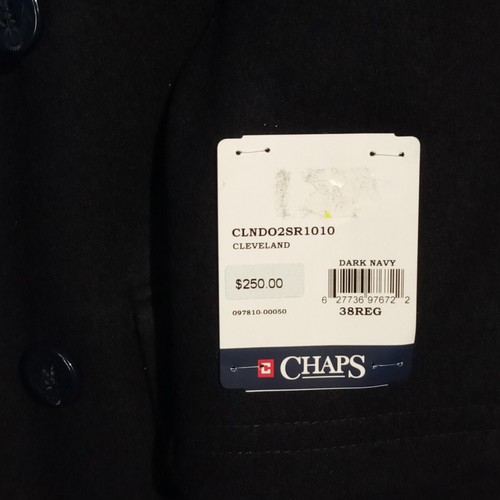 CLNDO2SR1010
CLEVELAND
DARK NAVY
$250.00
6 27736 97672 2
097810-00050
38REG
CHAPS